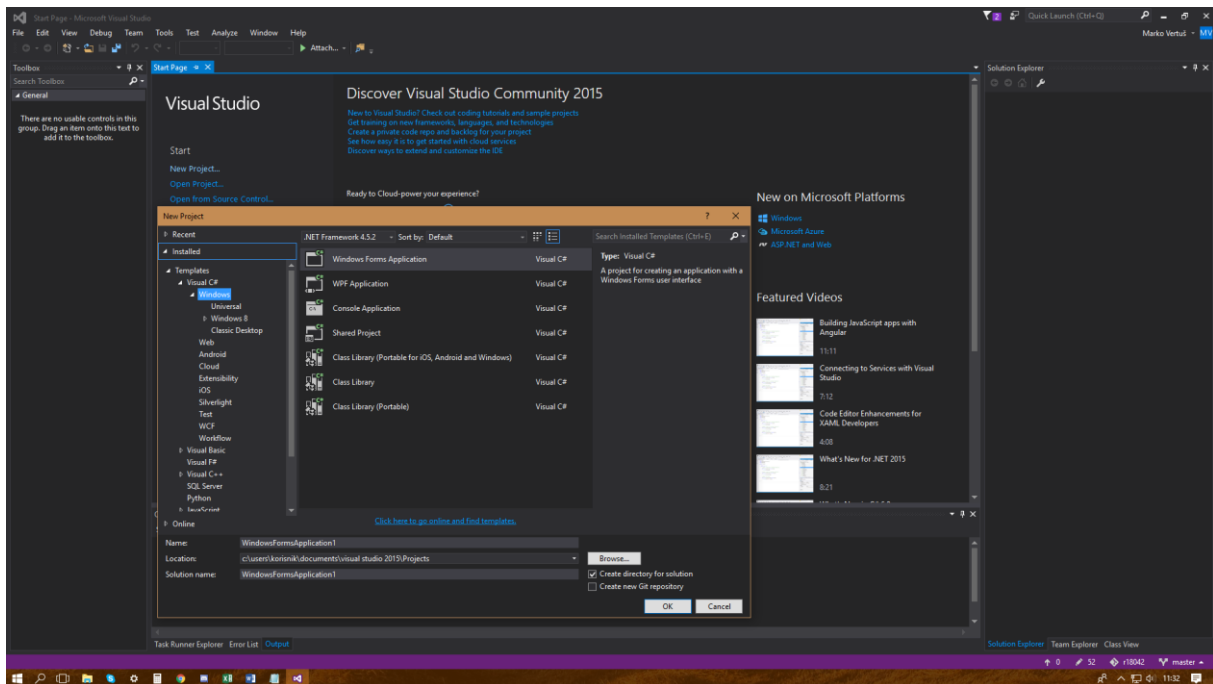 Start Page - Microsoft Visual Studio
2
Quick Launch (Ctrl+Q)
File Edit View Debug Team Tools Test Analyze Window Help
Marko Vertuš
MV
Attach...
Toolbox
Search Toolbox
General
There are no usable controls in this
group. Drag an item onto this text to
add it to the toolbox.
Start Page
Visual Studio
Start
New Project...
Open Project...
Open from Source Control...
Discover Visual Studio Community 2015
New to Visual Studio? Check out coding tutorials and sample projects
Get training on new frameworks, languages, and technologies
Create a private code repo and backlog for your project
See how easy it is to get started with cloud services
Discover ways to extend and customize the IDE
Ready to Cloud-power your experience?
New on Microsoft Platforms
Windows
Microsoft Azure
ASP.NET and Web
Featured Videos
Building JavaScript apps with
Angular
11:11
Connecting to Services with Visual
Studio
7:12
Code Editor Enhancements for
XAML Developers
4:08
What's New for .NET 2015
8:21
Solution Explorer
New Project
? X
Recent
Installed
Templates
Visual C#
Windows
Universal
Windows 8
Classic Desktop
Web
Android
Cloud
Extensibility
iOS
Silverlight
Test
WCF
Workflow
Visual Basic
Visual F#
Visual C++
SQL Server
Python
JavaScript
Online
.NET Framework 4.5.2 Sort by: Default
Search Installed Templates (Ctrl+E)
Windows Forms Application Visual C#
WPF Application Visual C#
Console Application Visual C#
Shared Project Visual C#
Class Library (Portable for iOS, Android and Windows) Visual C#
Class Library Visual C#
Class Library (Portable) Visual C#
Type: Visual C#
A project for creating an application with a
Windows Forms user interface
Click here to go online and find templates.
Name: WindowsFormsApplication1
Location: c:\users\korisnik\documents\visual studio 2015\Projects
Browse...
Solution name: WindowsFormsApplication1
Create directory for solution
Create new Git repository
OK Cancel
Task Runner Explorer Error List Output
Solution Explorer Team Explorer Class View
0 52 r18042 master
11:32